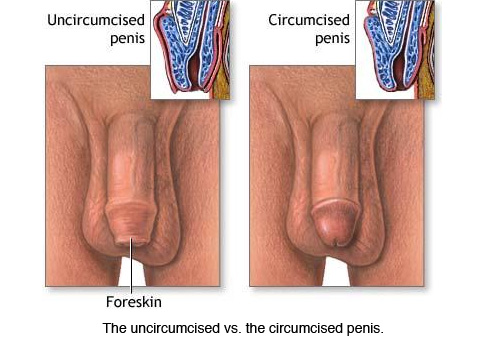 Uncircumcised
penis
Circumcised
penis
Foreskin
The uncircumcised vs. the circumcised penis.